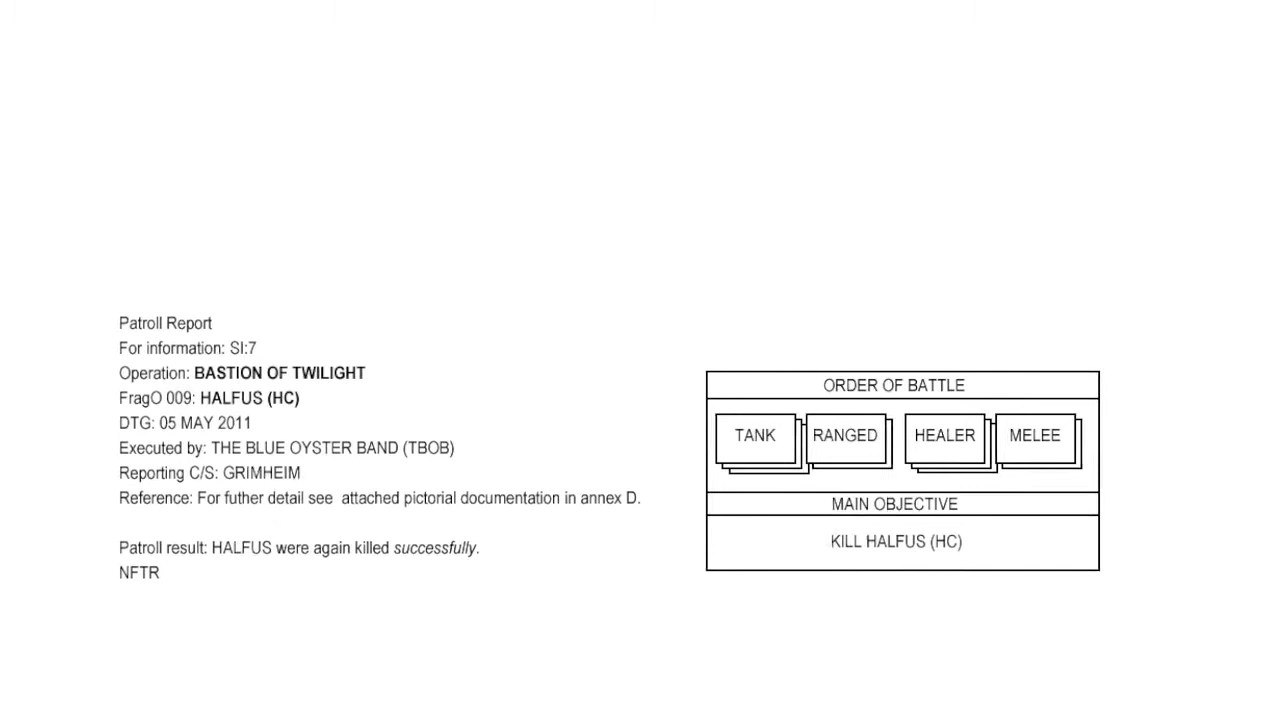 Patroll Report
For information: SI:7
Operation: BASTION OF TWILIGHT
FragO 009: HALFUS (HC)
DTG: 05 MAY 2011
Executed by: THE BLUE OYSTER BAND (TBOB)
Reporting C/S: GRIMHEIM
Reference: For futher detail see attached pictorial documentation in annex D.
Patroll result: HALFUS were again killed successfully.
NFTR
ORDER OF BATTLE
TANK RANGED HEALER MELEE
MAIN OBJECTIVE
KILL HALFUS (HC)